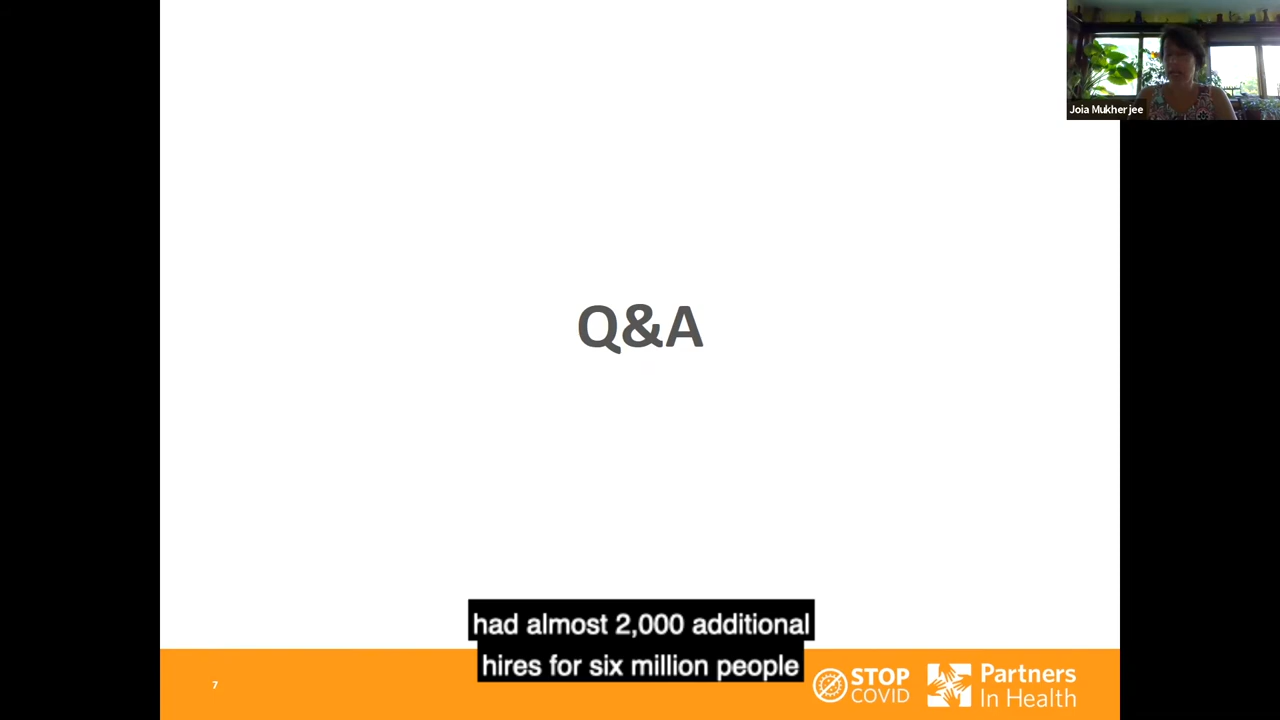 Joia Mukherjee
Q&A
had almost 2,000 additional
hires for six million people
7
STOP
COVID
Partners
In Health